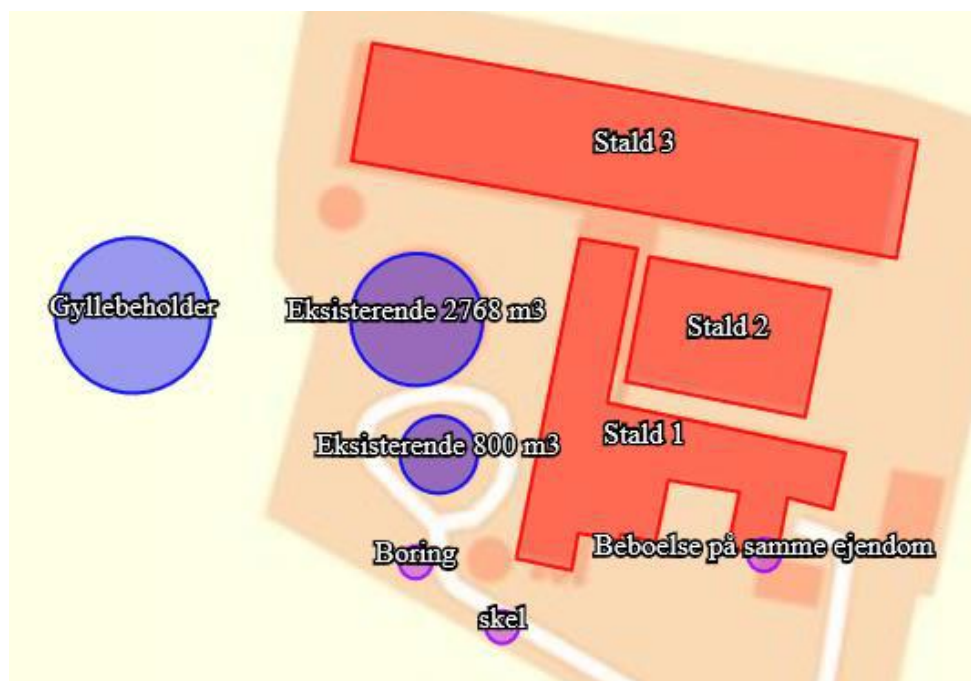 Stald 3
Gyllebeholder
Eksisterende 2768 m3
Stald 2
Eksisterende 800 m3
Stald 1
Boring
Beboelse på samme ejendom
skel